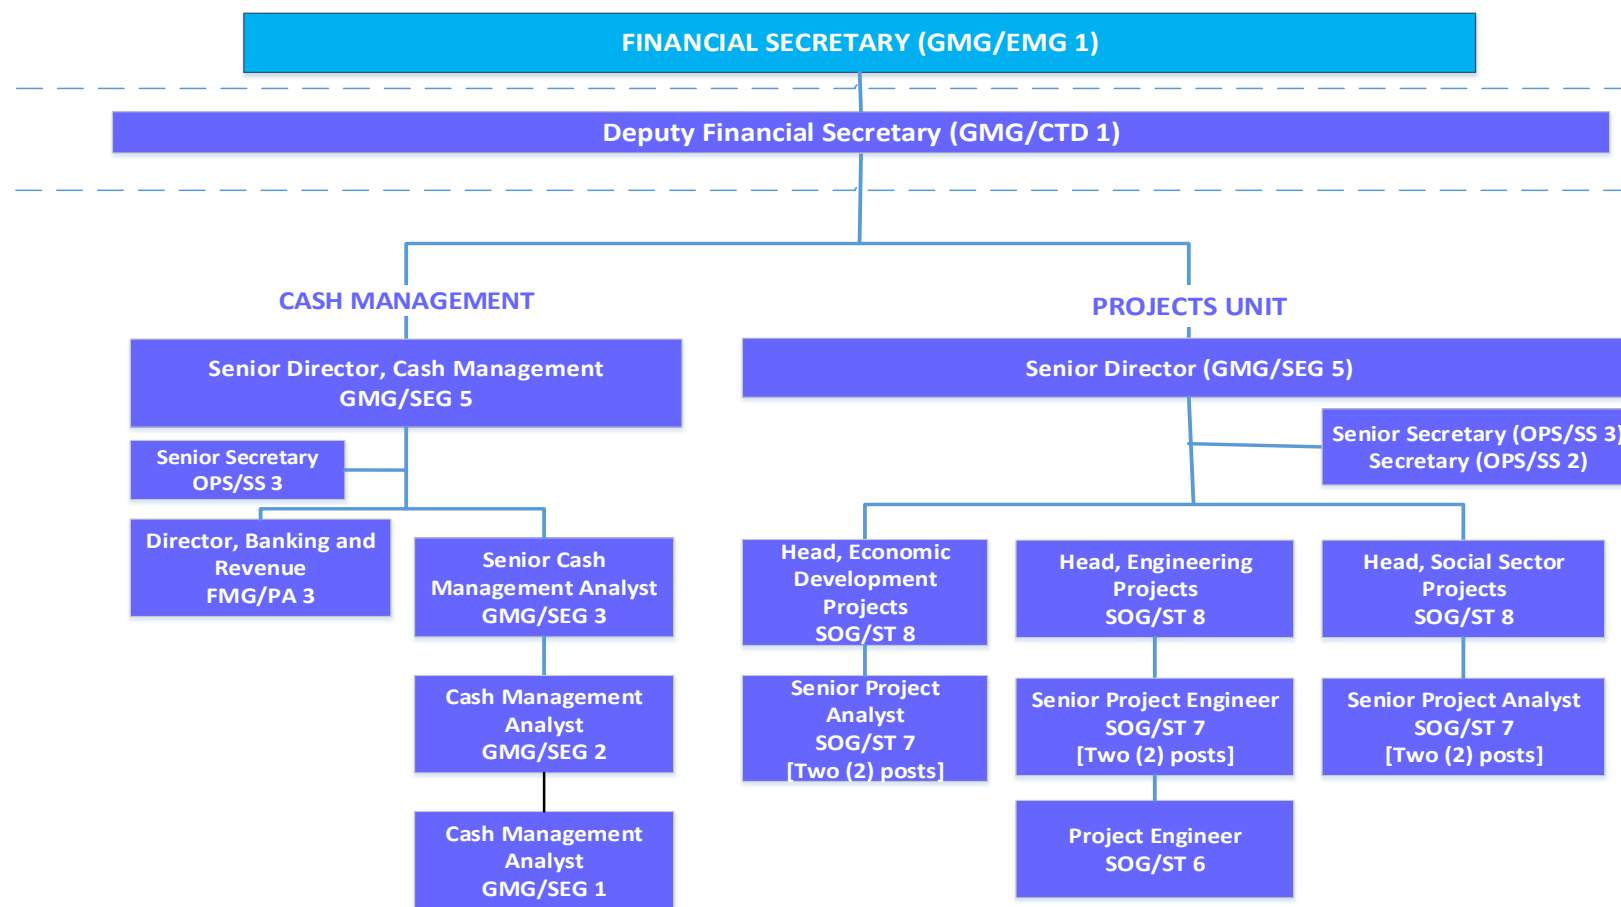 FINANCIAL SECRETARY (GMG/EMG 1)
Deputy Financial Secretary (GMG/CTD 1)
CASH MANAGEMENT
Senior Director, Cash Management
GMG/SEG 5
Senior Secretary
OPS/SS 3
Director, Banking and
Revenue
FMG/PA 3
Senior Cash
Management Analyst
GMG/SEG 3
Cash Management
Analyst
GMG/SEG 2
Cash Management
Analyst
GMG/SEG 1
PROJECTS UNIT
Senior Director (GMG/SEG 5)
Senior Secretary (OPS/SS 3)
Secretary (OPS/SS 2)
Head, Economic
Development
Projects
SOG/ST 8
Senior Project
Analyst
SOG/ST 7
[Two (2) posts]
Head, Engineering
Projects
SOG/ST 8
Senior Project Engineer
SOG/ST 7
[Two (2) posts]
Project Engineer
SOG/ST 6
Head, Social Sector
Projects
SOG/ST 8
Senior Project Analyst
SOG/ST 7
[Two (2) posts]